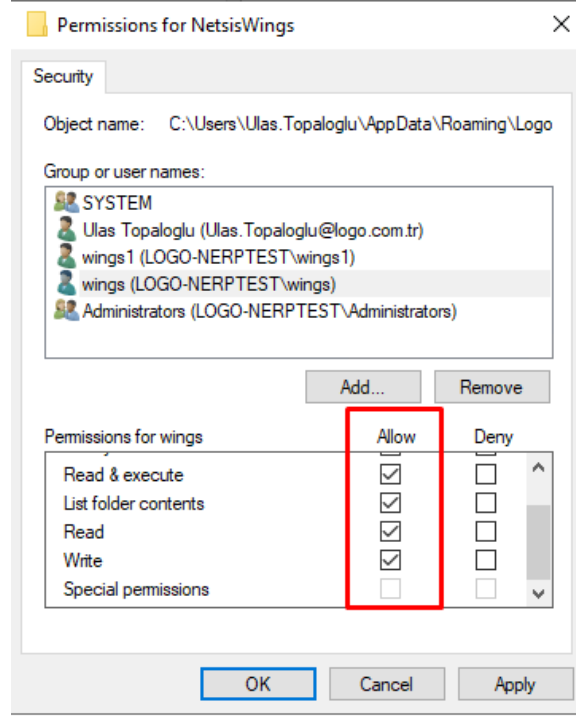 Permissions for NetsisWings
Security
Object name: C:\Users\Ulas.Topaloglu\AppData\Roaming\Logo
Group or user names:
SYSTEM
Ulas Topaloglu (Ulas.Topaloglu@logo.com.tr)
wings1 (LOGO-NERPTEST\wings1)
wings (LOGO-NERPTEST\wings)
Administrators (LOGO-NERPTEST\Administrators)
Add... Remove
Permissions for wings Allow Deny
Read & execute
List folder contents
Read
Write
Special permissions
OK Cancel Apply